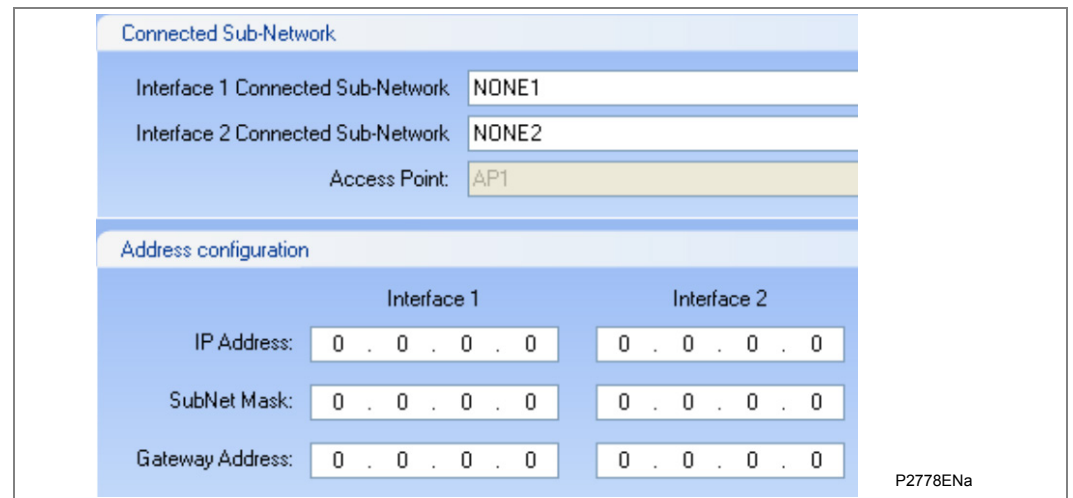 Connected Sub-Network
Interface 1 Connected Sub-Network NONE1
Interface 2 Connected Sub-Network NONE2
Access Point: AP1
Address configuration
Interface 1 Interface 2
IP Address: 0 . 0 . 0 . 0 0 . 0 . 0 . 0
SubNet Mask: 0 . 0 . 0 . 0 0 . 0 . 0 . 0
Gateway Address: 0 . 0 . 0 . 0 0 . 0 . 0 . 0
P2778ENa